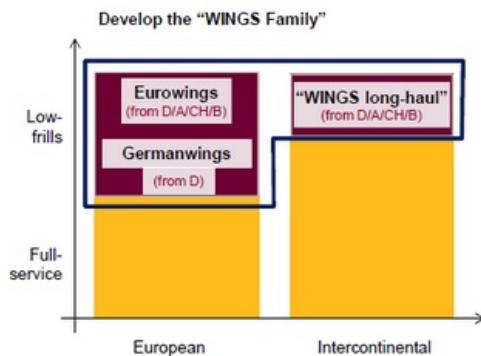 Develop the “WINGS Family”
Low-
frills
Full-
service
Eurowings
(from D/A/CH/B)
Germanwings
(from D)
“WINGS long-haul”
(from D/A/CH/B)
European
Intercontinental